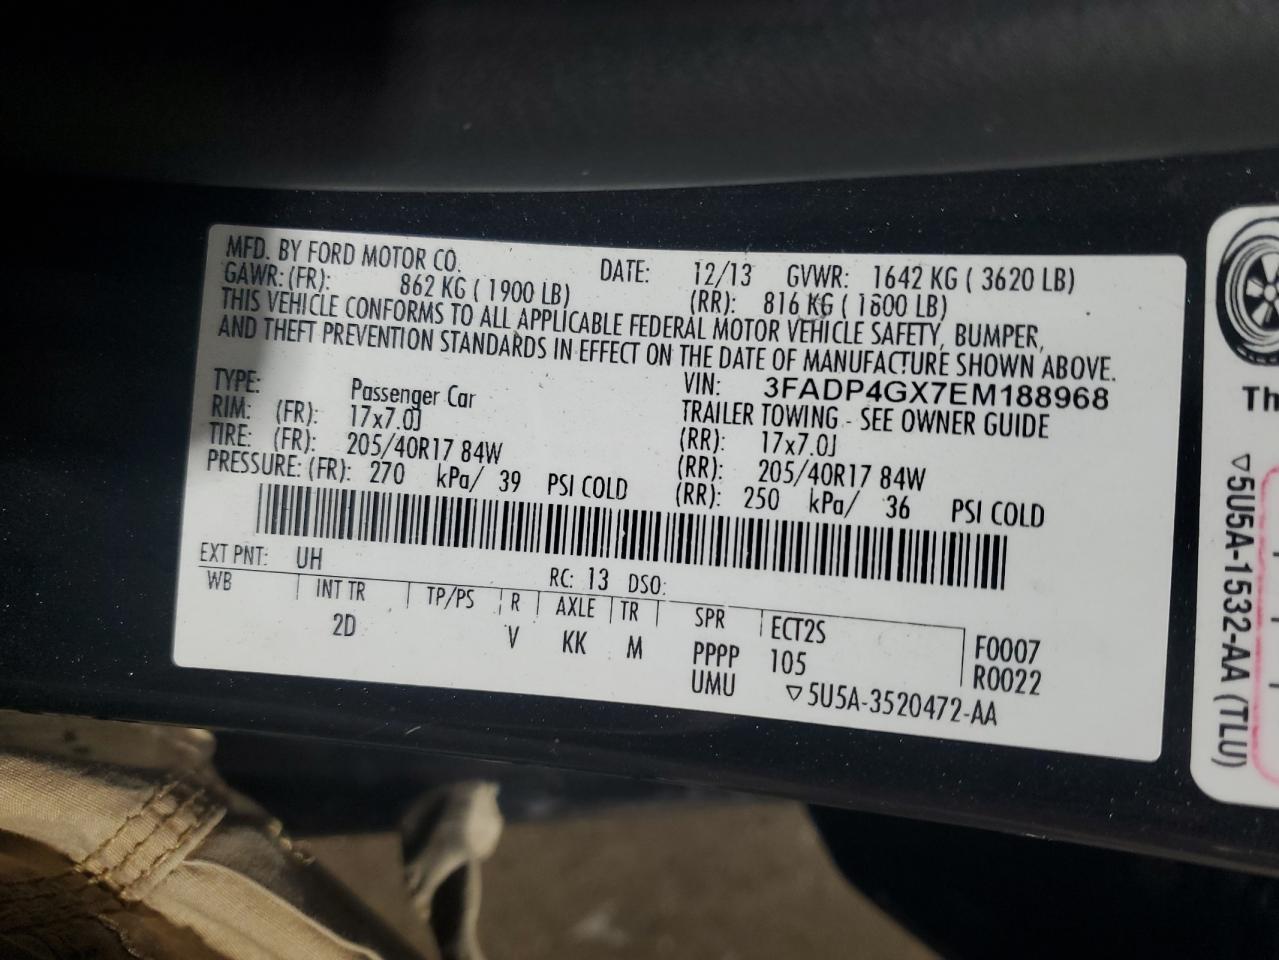 MFD. BY FORD MOTOR CO. DATE: 12/13 GVWR: 1642 KG ( 3620 LB)
GAWR: (FR): 862 KG ( 1900 LB) (RR): 816 KG ( 1800 LB)
THIS VEHICLE CONFORMS TO ALL APPLICABLE FEDERAL MOTOR VEHICLE SAFETY, BUMPER,
AND THEFT PREVENTION STANDARDS IN EFFECT ON THE DATE OF MANUFACTURE SHOWN ABOVE.
VIN: 3FADP4GX7EM188968
TYPE: Passenger Car TRAILER TOWING - SEE OWNER GUIDE
RIM: (FR): 17x7.0J (RR): 17x7.0J
TIRE: (FR): 205/40R17 84W (RR): 205/40R17 84W
PRESSURE: (FR): 270 kPa/ 39 PSI COLD (RR): 250 kPa/ 36 PSI COLD
EXT PNT: UH RC: 13 DSO:
WB INT TR TP/PS R AXLE TR SPR ECT2S
2D V KK M PPPP 105 F0007
UMU R0022
▽5U5A-3520472-AA
Th
▽5U5A-1532-AA (TLU)